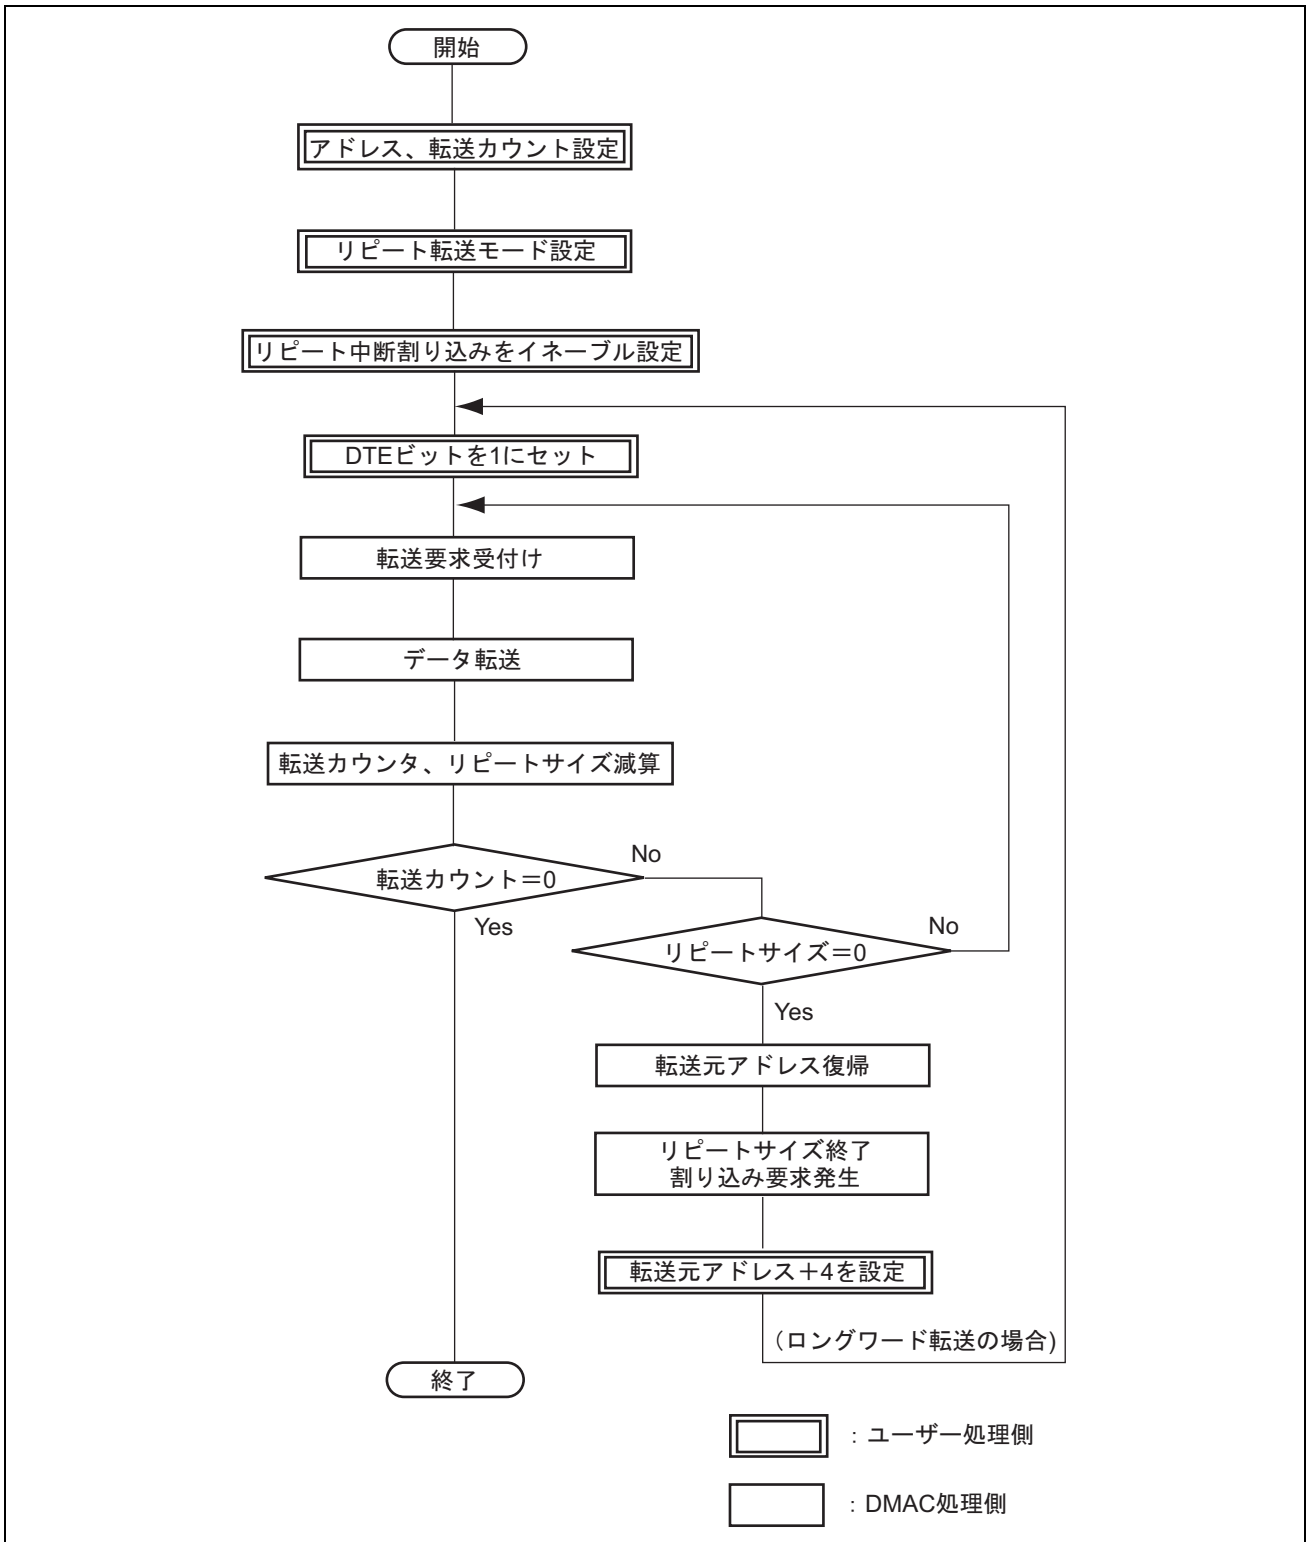 開始
アドレス、転送カウント設定
リピート転送モード設定
リピート中断割り込みをイネーブル設定
DTEビットを1にセット
転送要求受付け
データ転送
転送カウンタ、リピートサイズ減算
転送カウント＝0
No
Yes
リピートサイズ＝0
No
Yes
転送元アドレス復帰
リピートサイズ終了
割り込み要求発生
転送元アドレス＋4を設定
（ロングワード転送の場合)
終了
：ユーザー処理側
：DMAC処理側